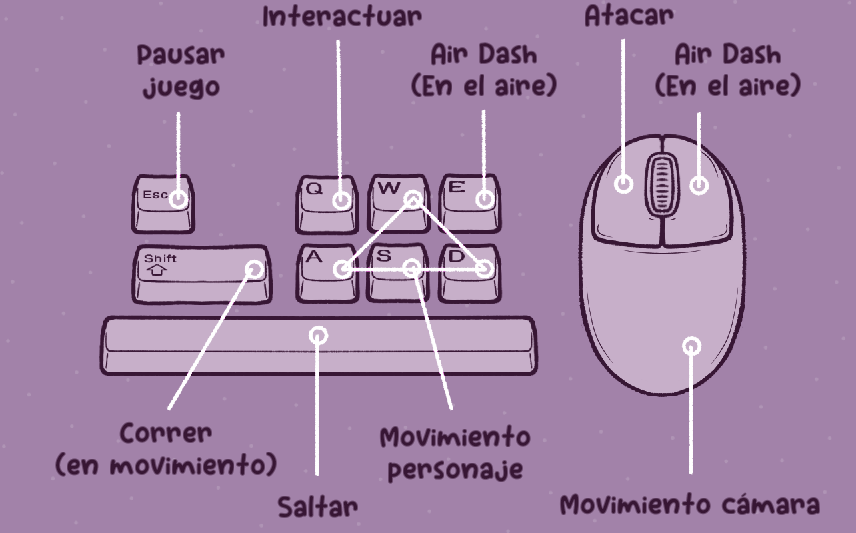 Interactuar
Atacar
Pausar
juego
Air Dash
(En el aire)
Air Dash
(En el aire)
Esc
Q
W
E
Shift
A
S
D
Correr
(en movimiento)
Movimiento
personaje
Saltar
Movimiento cámara